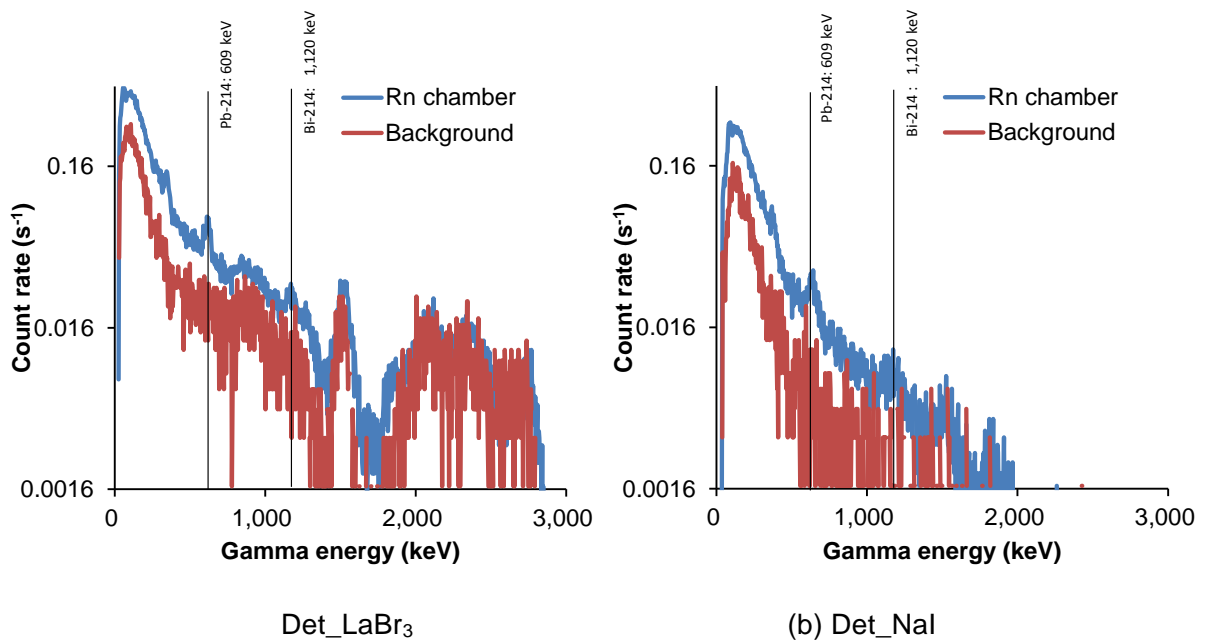 Pb-214: 609 keV
Bi-214:  1,120 keV
Rn chamber
Background
0.16
0.016
0.0016
Count rate (s⁻¹)
0
1,000
2,000
3,000
Gamma energy (keV)
Det_LaBr₃
Pb-214: 609 keV
Bi-214 :  1,120 keV
Rn chamber
Background
0.16
0.016
0.0016
Count rate (s⁻¹)
0
1,000
2,000
3,000
Gamma energy (keV)
(b) Det_NaI